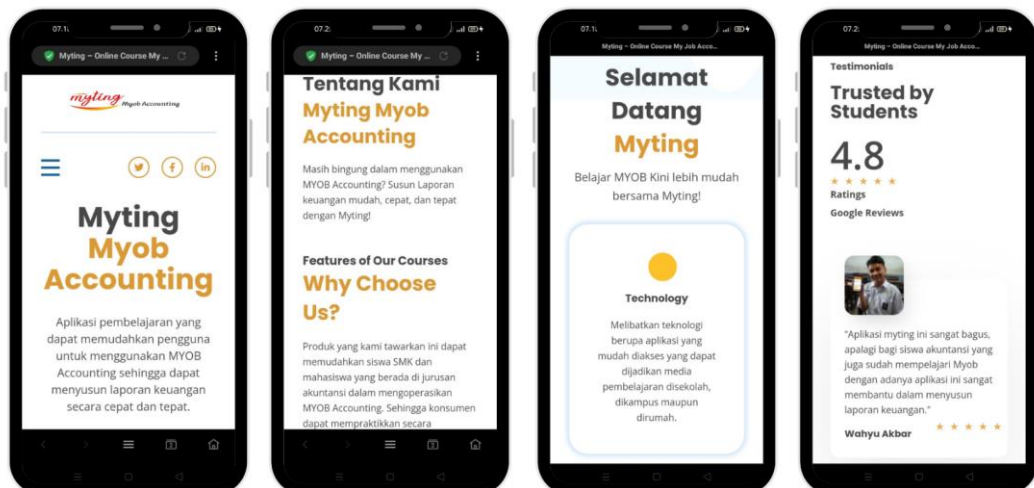 07.1
Myting – Online Course My ...
myting Myob Accounting
Myting
Myob
Accounting
Aplikasi pembelajaran yang
dapat memudahkan pengguna
untuk menggunakan MYOB
Accounting sehingga dapat
menyusun laporan keuangan
secara cepat dan tepat.
07.2
Myting – Online Course My ...
Tentang Kami
Myting Myob
Accounting
Masih bingung dalam menggunakan
MYOB Accounting? Susun Laporan
keuangan mudah, cepat, dan tepat
dengan Myting!
Features of Our Courses
Why Choose
Us?
Produk yang kami tawarkan ini dapat
memudahkan siswa SMK dan
mahasiswa yang berada di jurusan
akuntansi dalam mengoperasikan
MYOB Accounting. Sehingga konsumen
dapat mempraktikkan secara
07.1
Myting – Online Course My Job Acco...
Selamat
Datang
Myting
Belajar MYOB Kini lebih mudah
bersama Myting!
Technology
Melibatkan teknologi
berupa aplikasi yang
mudah diakses yang dapat
dijadikan media
pembelajaran disekolah,
dikampus maupun
dirumah.
07.2
Myting – Online Course My Job Acco...
Testimonials
Trusted by
Students
4.8
Ratings
Google Reviews
"Aplikasi myting ini sangat bagus,
apalagi bagi siswa akuntansi yang
juga sudah mempelajari Myob
dengan adanya aplikasi ini sangat
membantu dalam menyusun
laporan keuangan."
Wahyu Akbar